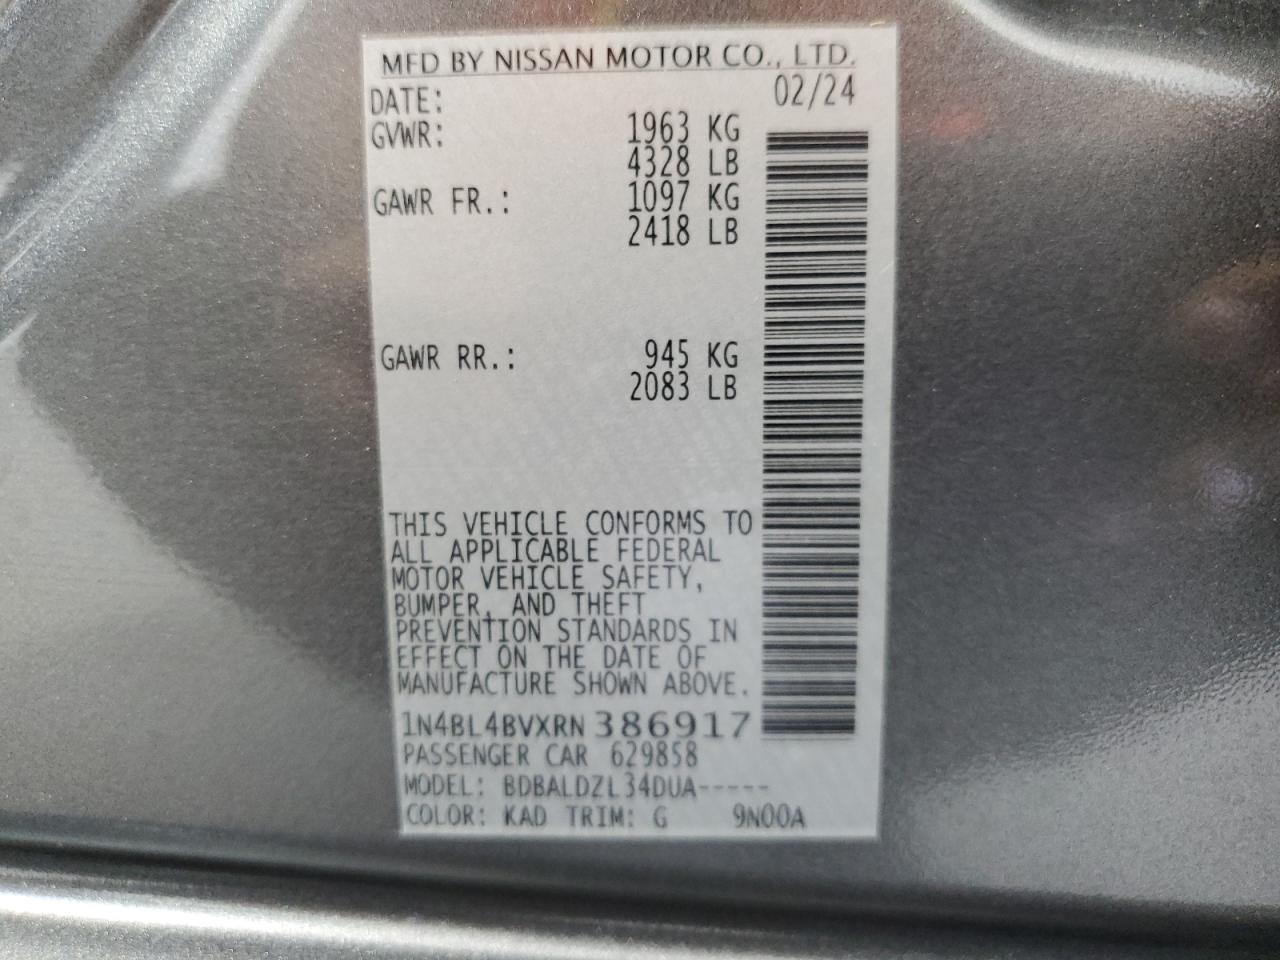 MFD BY NISSAN MOTOR CO., LTD.
DATE: 02/24
GVWR: 1963 KG
4328 LB
GAWR FR.: 1097 KG
2418 LB
GAWR RR.: 945 KG
2083 LB
THIS VEHICLE CONFORMS TO
ALL APPLICABLE FEDERAL
MOTOR VEHICLE SAFETY,
BUMPER, AND THEFT
PREVENTION STANDARDS IN
EFFECT ON THE DATE OF
MANUFACTURE SHOWN ABOVE.
1N4BL4BVXRN386917
PASSENGER CAR 629858
MODEL: BDBALDZL34DUA-----
COLOR: KAD TRIM: G 9N00A